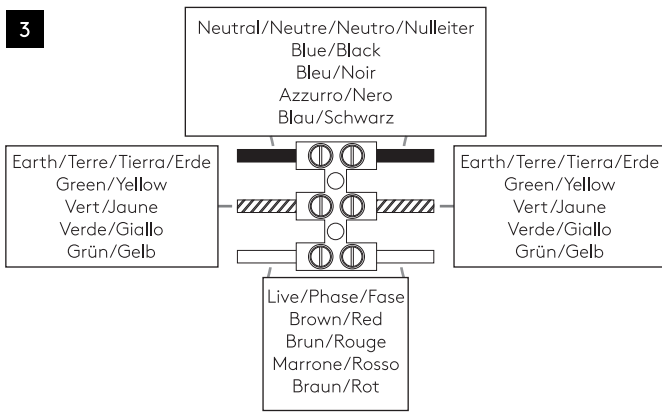 3
Neutral/Neutre/Neutro/Nulleiter
Blue/Black
Bleu/Noir
Azzurro/Nero
Blau/Schwarz
Earth/Terre/Tierra/Erde
Green/Yellow
Vert/Jaune
Verde/Giallo
Grün/Gelb
Earth/Terre/Tierra/Erde
Green/Yellow
Vert/Jaune
Verde/Giallo
Grün/Gelb
Live/Phase/Fase
Brown/Red
Brun/Rouge
Marrone/Rosso
Braun/Rot